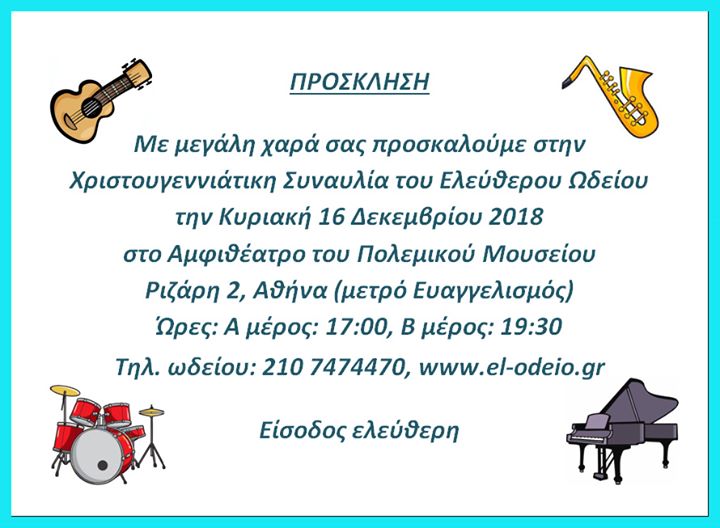 ΠΡΟΣΚΛΗΣΗ
Με μεγάλη χαρά σας προσκαλούμε στην
Χριστουγεννιάτικη Συναυλία του Ελεύθερου Ωδείου
την Κυριακή 16 Δεκεμβρίου 2018
στο Αμφιθέατρο του Πολεμικού Μουσείου
Ριζάρη 2, Αθήνα (μετρό Ευαγγελισμός)
Ώρες: Α μέρος: 17:00, Β μέρος: 19:30
Τηλ. ωδείου: 210 7474470, www.el-odeio.gr
Είσοδος ελεύθερη